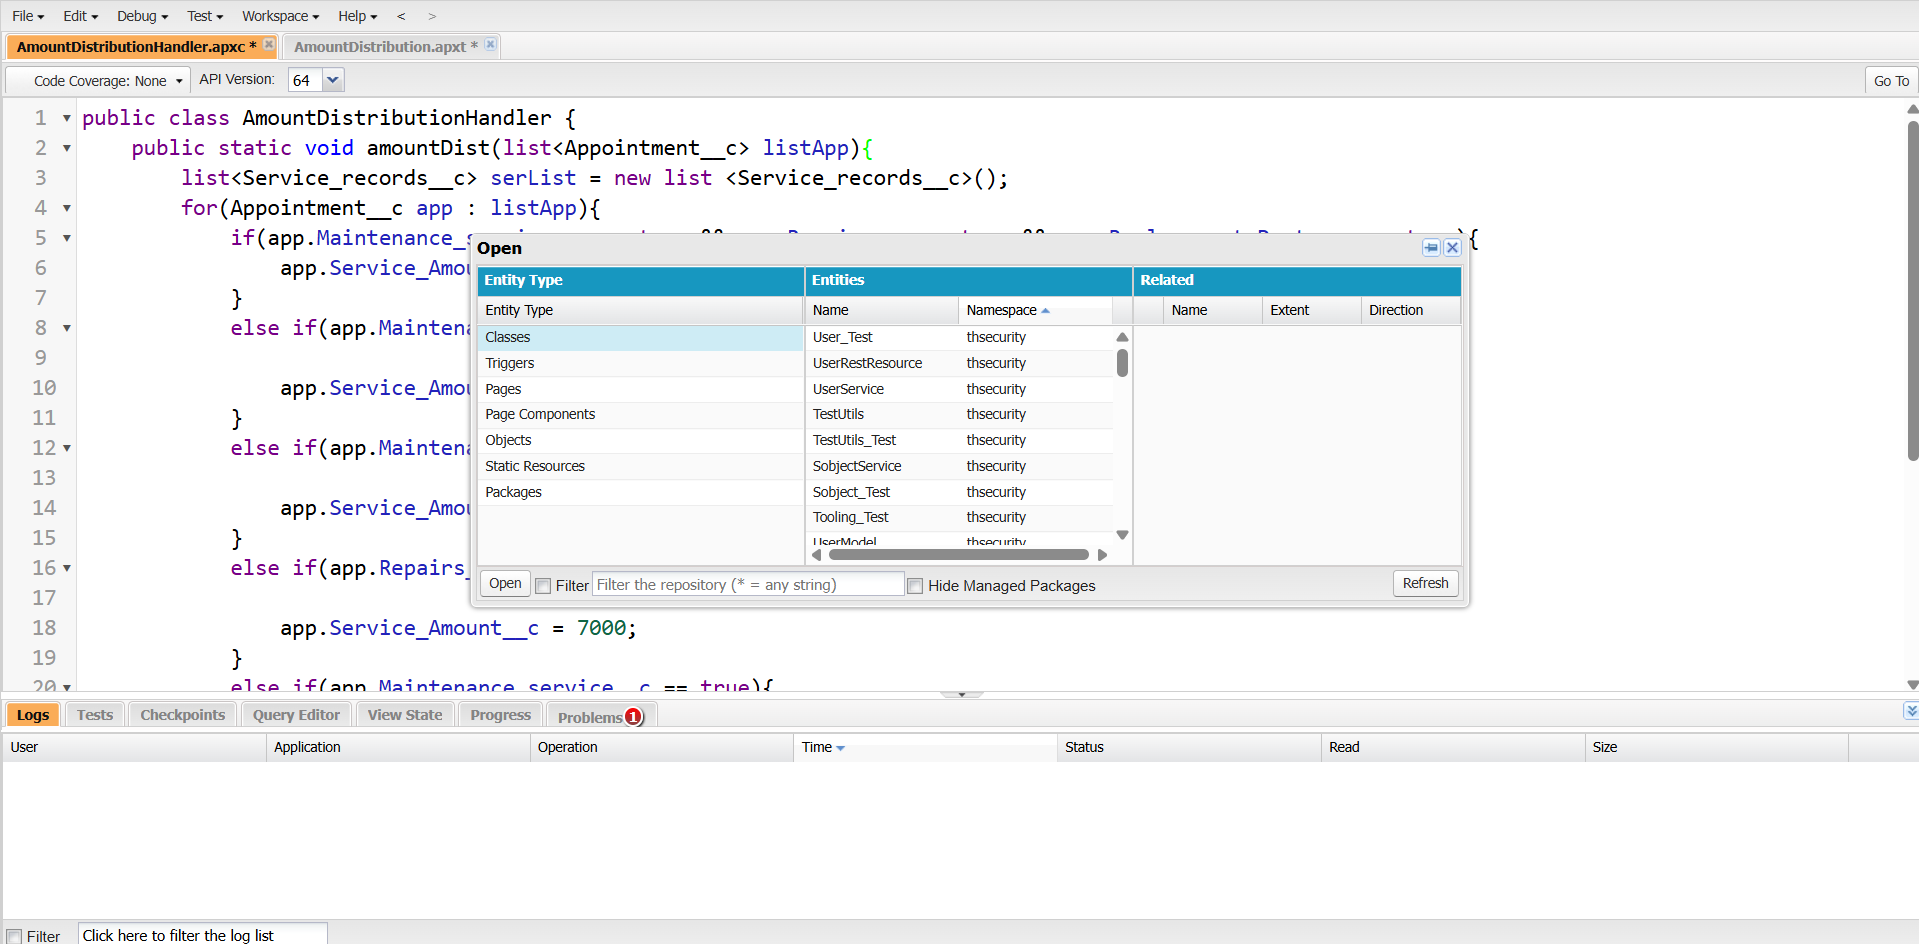 File Edit Debug Test Workspace Help < >
AmountDistributionHandler.apxc * AmountDistribution.apxt *
Code Coverage: None API Version: 64 Go To
1 public class AmountDistributionHandler {
2 public static void amountDist(list<Appointment__c> listApp){
3 list<Service_records__c> serList = new list <Service_records__c>();
4 for(Appointment__c app : listApp){
5 if(app.Maintenance_ {
6 app.Service_Amou
7 }
8 else if(app.Maintena
9
10 app.Service_Amou
11 }
12 else if(app.Maintena
13
14 app.Service_Amou
15 }
16 else if(app.Repairs_
17
18 app.Service_Amount__c = 7000;
19 }
20 else if(app.Maintenance_service__c == true){
Open
Entity Type Entities Related
Entity Type Name Namespace Name Extent Direction
Classes User_Test thsecurity
Triggers UserRestResource thsecurity
Pages UserService thsecurity
Page Components TestUtils thsecurity
Objects TestUtils_Test thsecurity
Static Resources SobjectService thsecurity
Packages Sobject_Test thsecurity
Tooling_Test thsecurity
UserModel thsecurity
Open Filter Filter the repository (* = any string) Hide Managed Packages Refresh
Logs Tests Checkpoints Query Editor View State Progress Problems 1
User Application Operation Time Status Read Size
Filter Click here to filter the log list